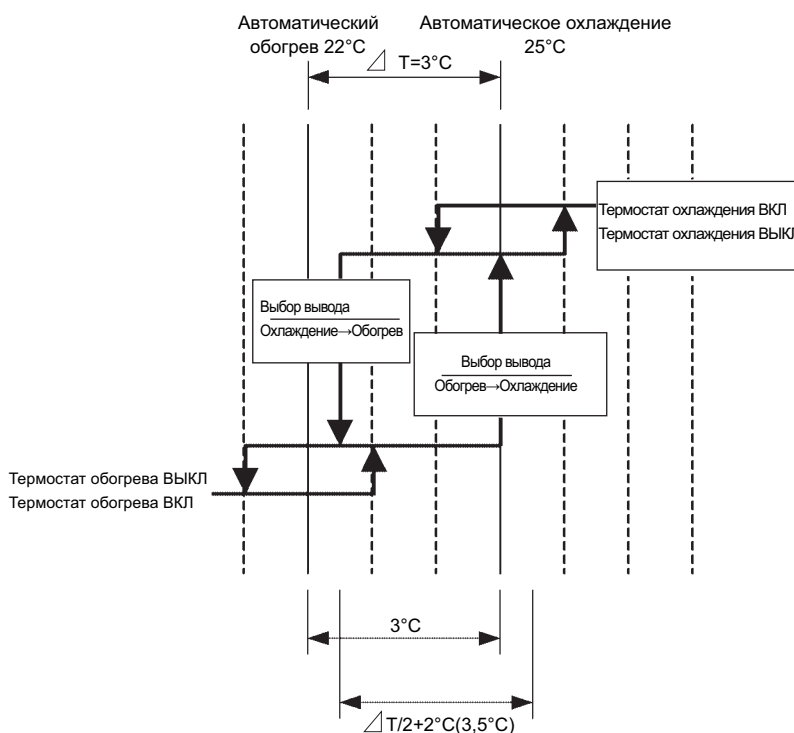 Автоматический
обогрев 22°C
Автоматическое охлаждение
25°C
⊿ T=3°C
Термостат охлаждения ВКЛ
Термостат охлаждения ВЫКЛ
Выбор вывода
Охлаждение→Обогрев
Выбор вывода
Обогрев→Охлаждение
Термостат обогрева ВЫКЛ
Термостат обогрева ВКЛ
3°C
⊿T/2+2°C(3,5°C)